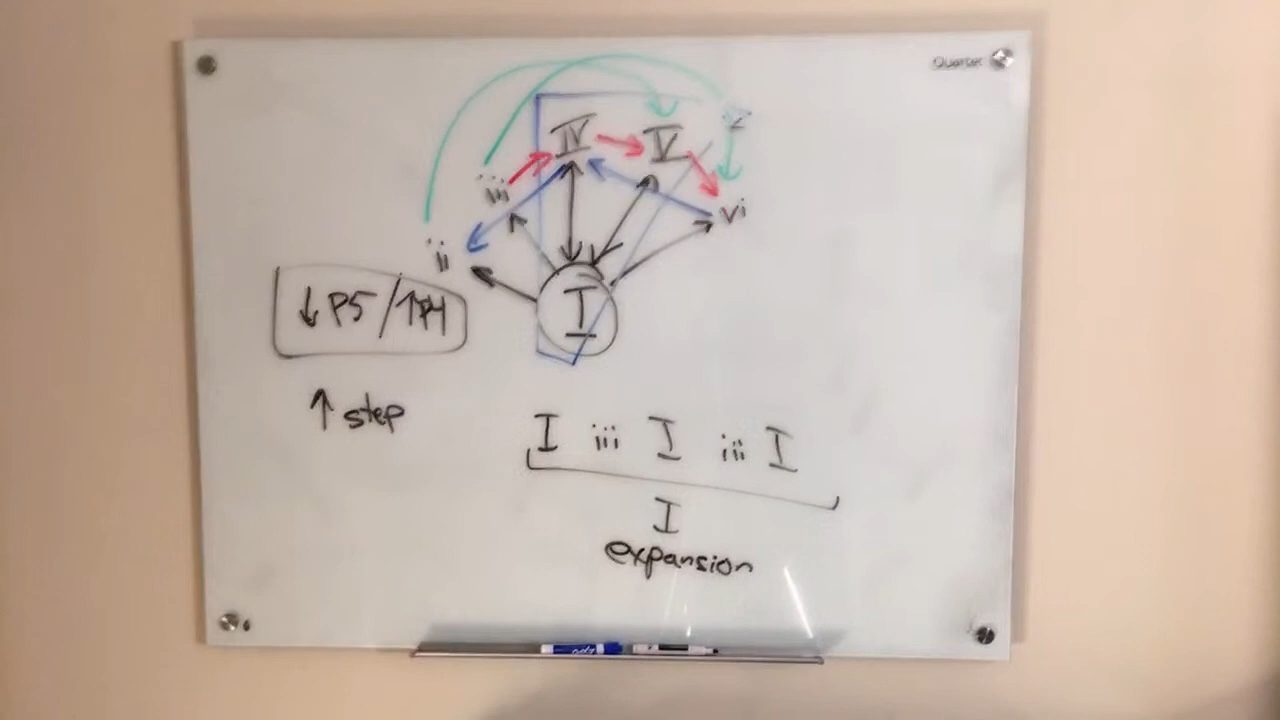 Quartet
IV V
iii
vi
ii
I
↓ P5 / ↑P4
↑ step
I iii I iii I
I
expansion